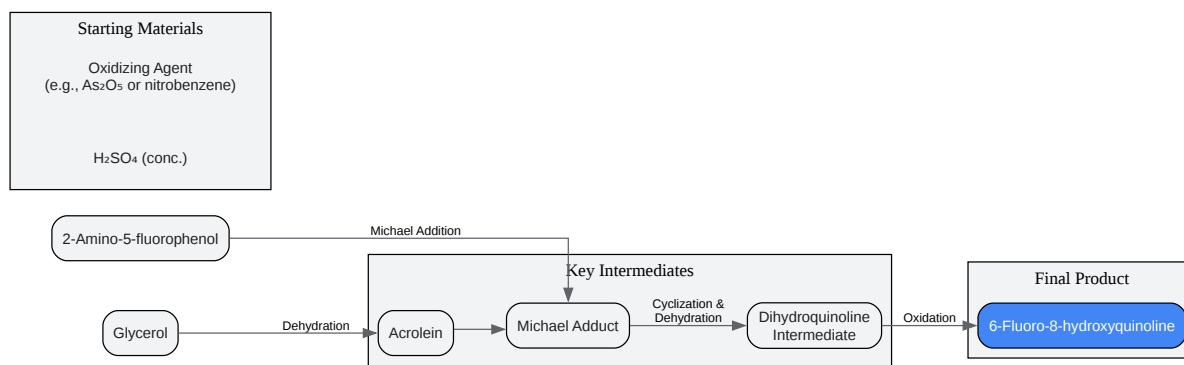 Starting Materials
Oxidizing Agent
(e.g., As₂O₅ or nitrobenzene)
H₂SO₄ (conc.)
2-Amino-5-fluorophenol
Michael Addition
Key Intermediates
Final Product
Glycerol
Dehydration
Acrolein
Michael Adduct
Cyclization &
Dehydration
Dihydroquinoline
Intermediate
Oxidation
6-Fluoro-8-hydroxyquinoline